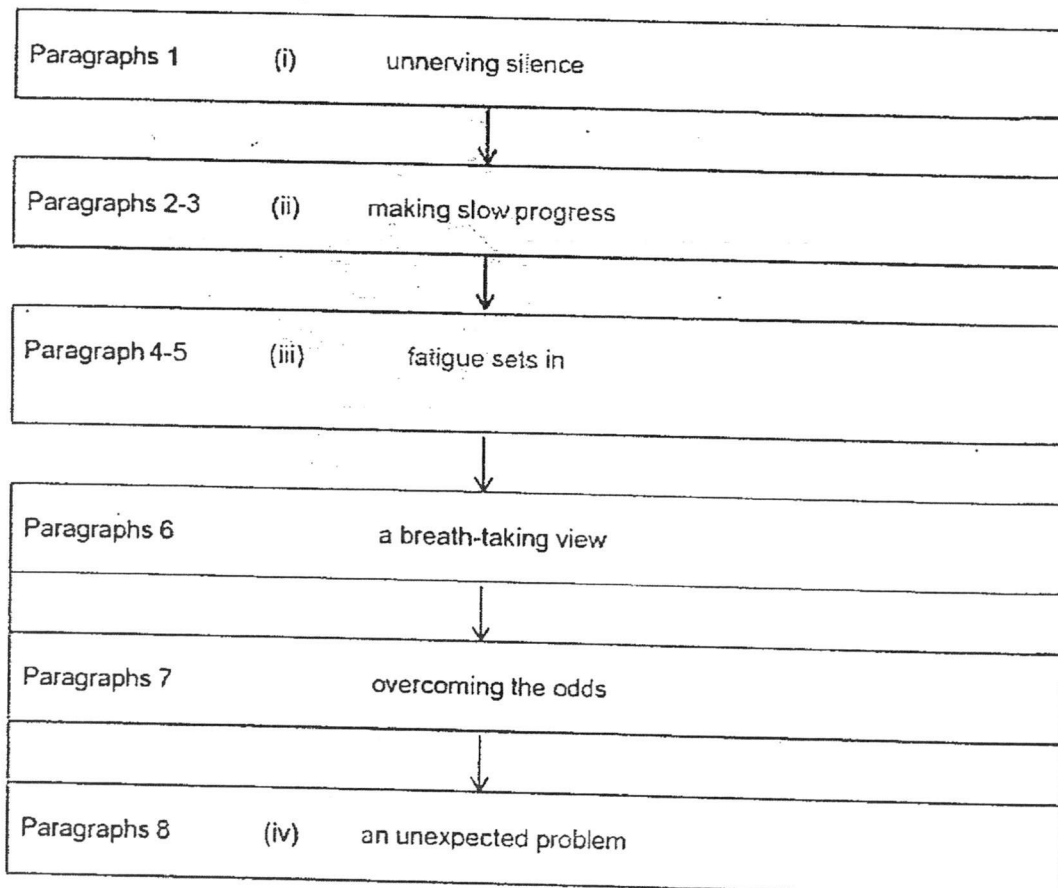 Paragraphs 1 (i) unnerving silence
Paragraphs 2-3 (ii) making slow progress
Paragraph 4-5 (iii) fatigue sets in
Paragraphs 6 a breath-taking view
Paragraphs 7 overcoming the odds
Paragraphs 8 (iv) an unexpected problem